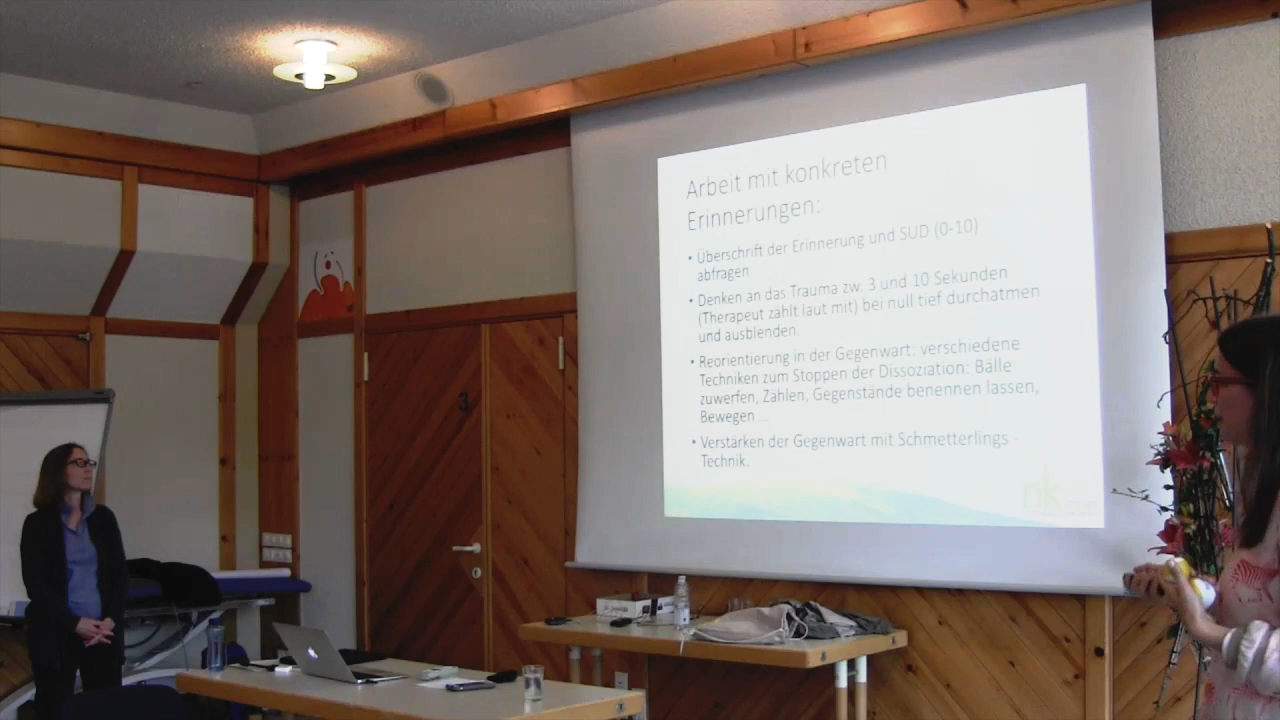 Arbeit mit konkreten
Erinnerungen:
• Überschrift der Erinnerung und SUD (0-10)
abfragen
• Denken an das Trauma zw. 3 und 10 Sekunden
(Therapeut zählt laut mit) bei null tief durchatmen
und ausblenden.
• Reorientierung in der Gegenwart: verschiedene
Techniken zum Stoppen der Dissoziation: Bälle
zuwerfen, Zählen, Gegenstände benennen lassen,
Bewegen ...
• Verstärken der Gegenwart mit Schmetterlings -
Technik.
nk
3